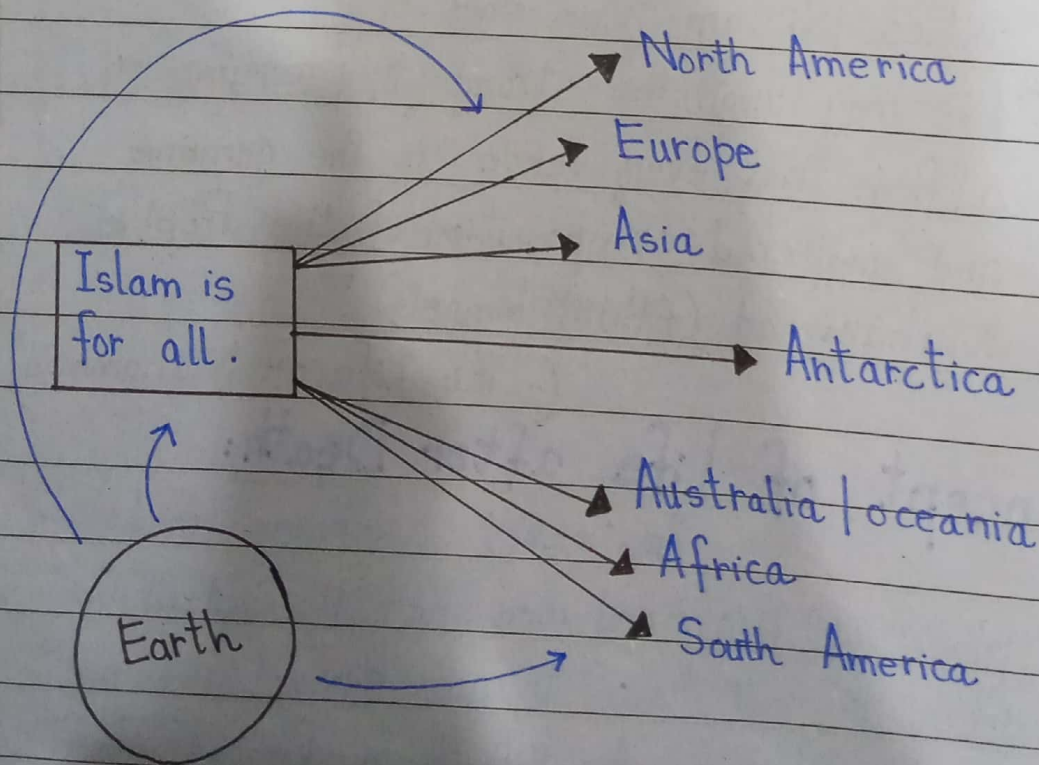 North America
Europe
Asia
Islam is
for all.
Antarctica
Australia/oceania
Africa
South America
Earth